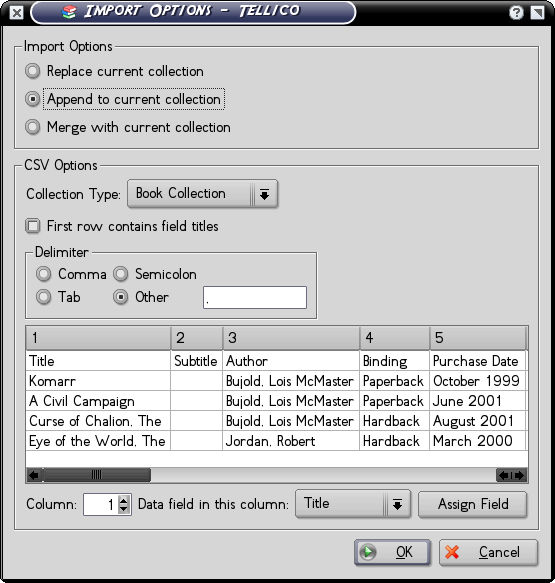 Import Options - Tellico
Import Options
Replace current collection
Append to current collection
Merge with current collection
CSV Options
Collection Type: Book Collection
First row contains field titles
Delimiter
Comma Semicolon
Tab Other .
1 2 3 4 5
Title Subtitle Author Binding Purchase Date
Komarr Bujold, Lois McMaster Paperback October 1999
A Civil Campaign Bujold, Lois McMaster Paperback June 2001
Curse of Chalion, The Bujold, Lois McMaster Hardback August 2001
Eye of the World, The Jordan, Robert Hardback March 2000
Column: 1 Data field in this column: Title Assign Field
OK Cancel